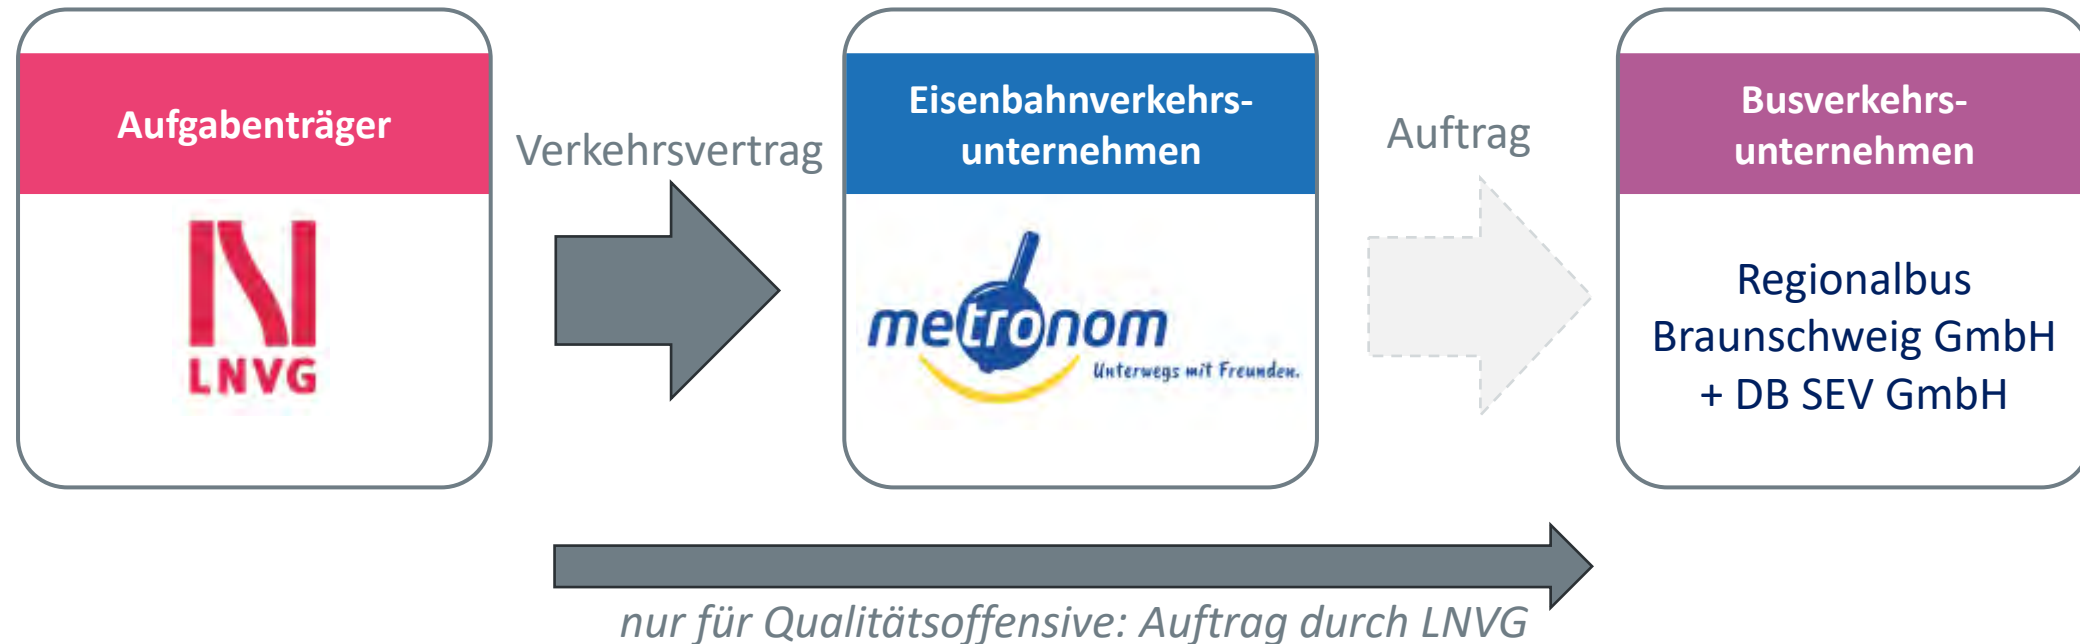 Aufgabenträger
LNVG
Verkehrsvertrag
Eisenbahnverkehrs-
unternehmen
metronom
Unterwegs mit Freunden.
Auftrag
Busverkehrs-
unternehmen
Regionalbus
Braunschweig GmbH
+ DB SEV GmbH
nur für Qualitätsoffensive: Auftrag durch LNVG